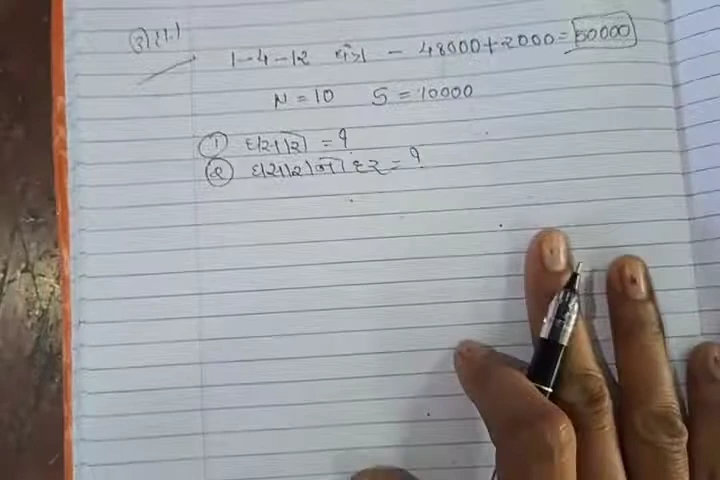 1-4-12 યંત્ર - 48000+2000=50000
N = 10 S = 10000
① ઘસારો = ?
② ઘસારાનો દર = ?